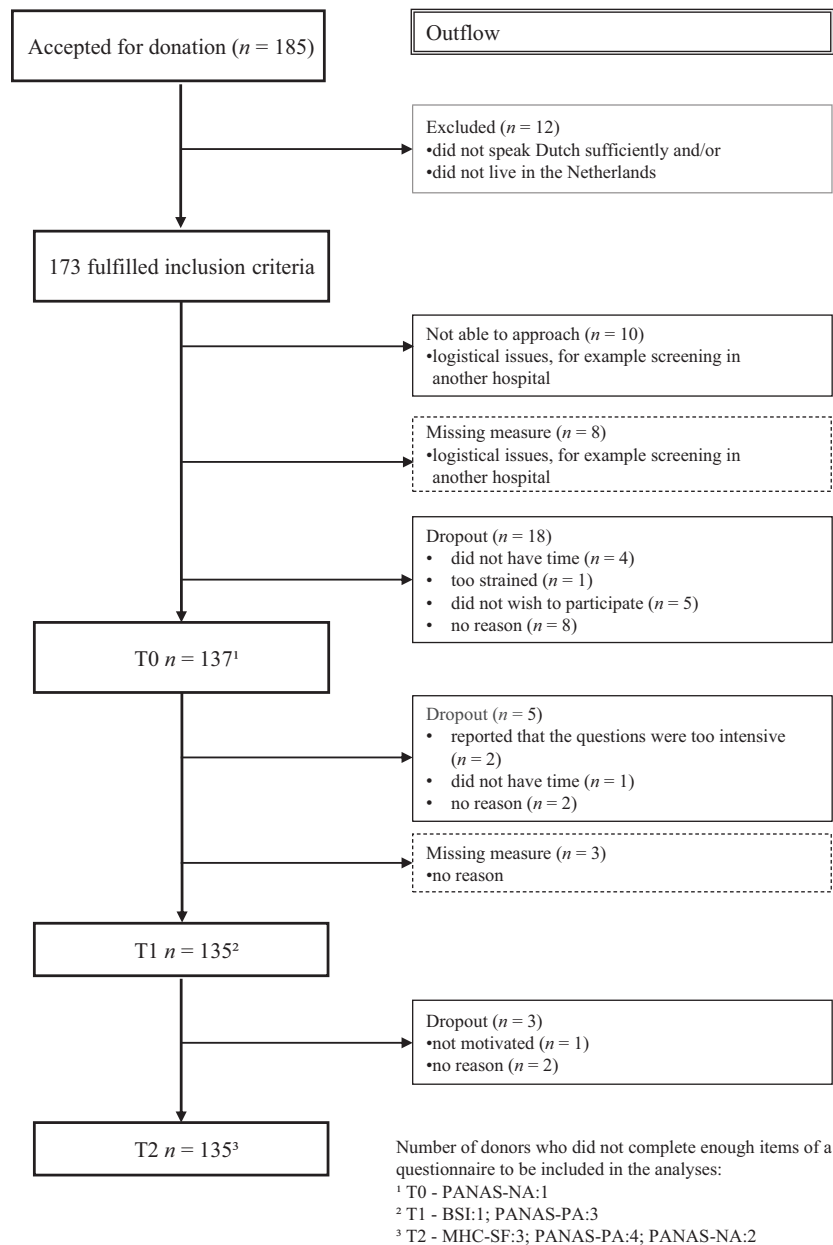 Accepted for donation (n = 185)
Outflow
Excluded (n = 12)
•did not speak Dutch sufficiently and/or
•did not live in the Netherlands
173 fulfilled inclusion criteria
Not able to approach (n = 10)
•logistical issues, for example screening in
another hospital
Missing measure (n = 8)
•logistical issues, for example screening in
another hospital
Dropout (n = 18)
• did not have time (n = 4)
• too strained (n = 1)
• did not wish to participate (n = 5)
• no reason (n = 8)
T0 n = 137¹
Dropout (n = 5)
• reported that the questions were too intensive
(n = 2)
• did not have time (n = 1)
• no reason (n = 2)
Missing measure (n = 3)
•no reason
T1 n = 135²
Dropout (n = 3)
•not motivated (n = 1)
•no reason (n = 2)
T2 n = 135³
Number of donors who did not complete enough items of a
questionnaire to be included in the analyses:
¹ T0 - PANAS-NA:1
² T1 - BSI:1; PANAS-PA:3
³ T2 - MHC-SF:3; PANAS-PA:4; PANAS-NA:2